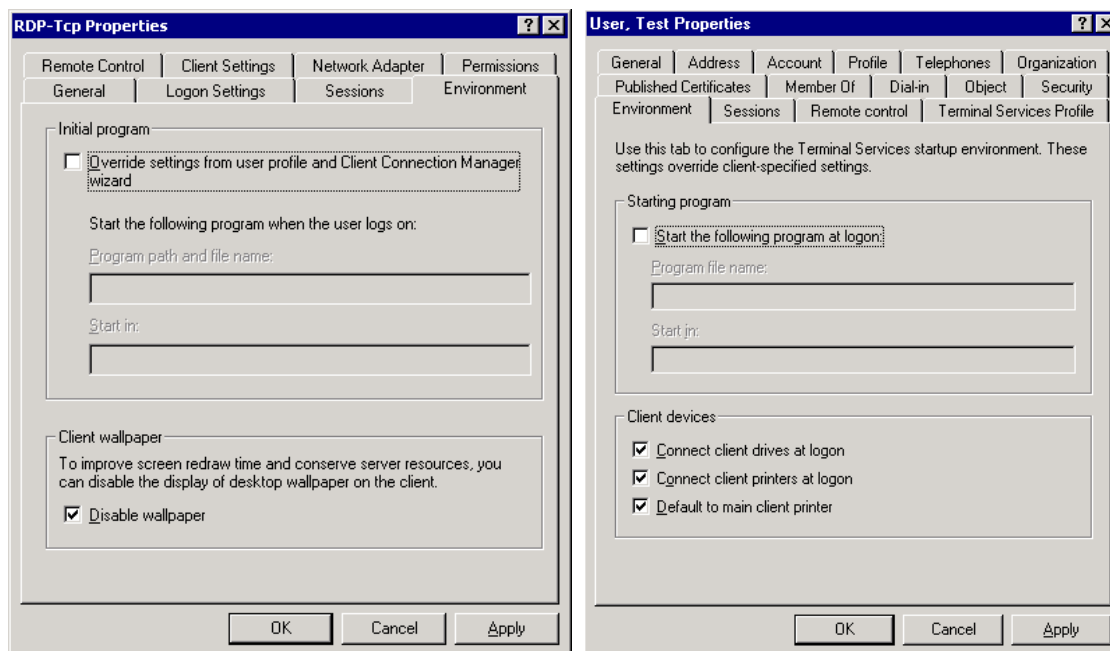 RDP-Tcp Properties
Remote Control Client Settings Network Adapter Permissions
General Logon Settings Sessions Environment
Initial program
Override settings from user profile and Client Connection Manager
wizard
Start the following program when the user logs on:
Program path and file name:
Start in:
Client wallpaper
To improve screen redraw time and conserve server resources, you
can disable the display of desktop wallpaper on the client.
Disable wallpaper
OK Cancel Apply
User, Test Properties
General Address Account Profile Telephones Organization
Published Certificates Member Of Dial-in Object Security
Environment Sessions Remote control Terminal Services Profile
Use this tab to configure the Terminal Services startup environment. These
settings override client-specified settings.
Starting program
Start the following program at logon:
Program file name:
Start in:
Client devices
Connect client drives at logon
Connect client printers at logon
Default to main client printer
OK Cancel Apply